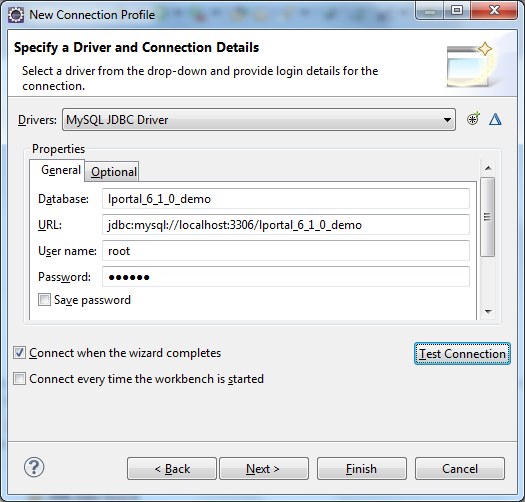 New Connection Profile
Specify a Driver and Connection Details
Select a driver from the drop-down and provide login details for the
connection.
Drivers: MySQL JDBC Driver
Properties
General Optional
Database: lportal_6_1_0_demo
URL: jdbc:mysql://localhost:3306/lportal_6_1_0_demo
User name: root
Password: ●●●●●●
Save password
Connect when the wizard completes
Test Connection
Connect every time the workbench is started
? < Back Next > Finish Cancel